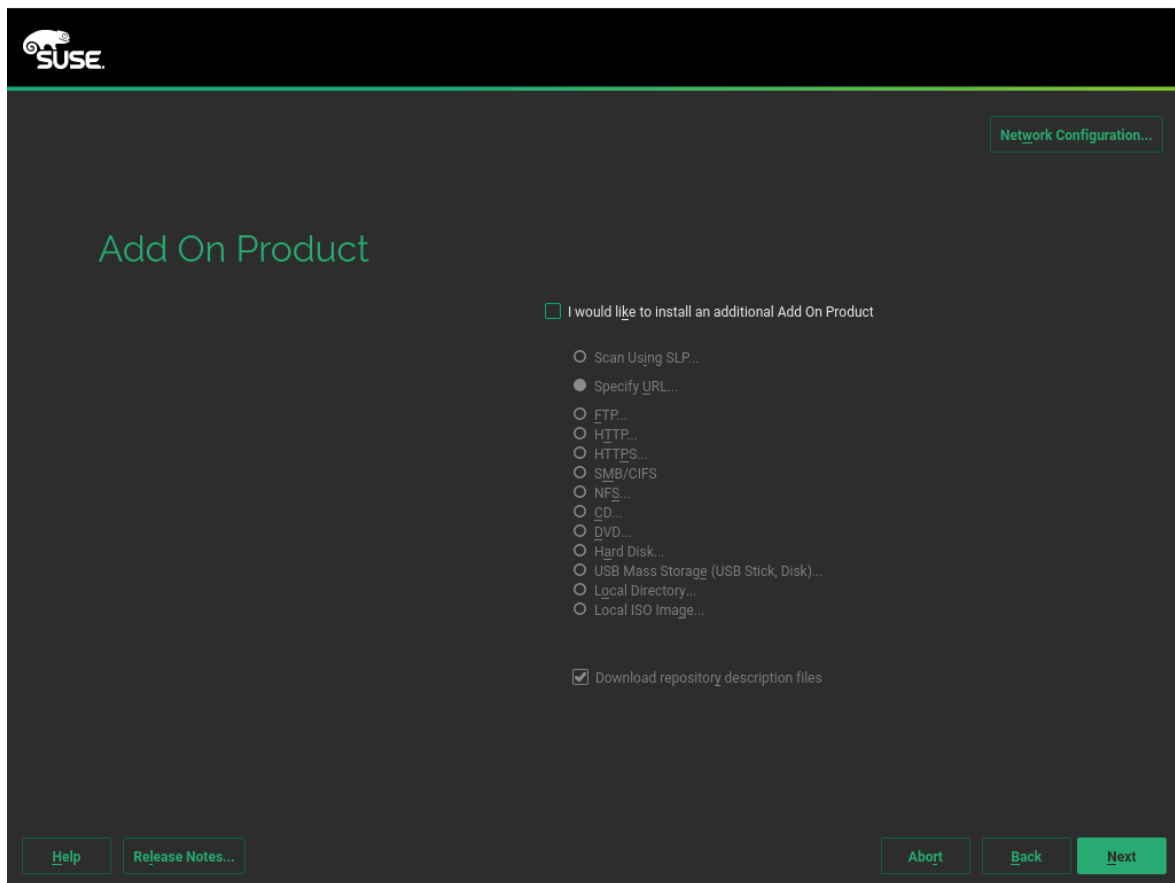 SUSE.
Network Configuration...
Add On Product
I would like to install an additional Add On Product
Scan Using SLP...
Specify URL...
FTP...
HTTP...
HTTPS...
SMB/CIFS
NFS...
CD...
DVD...
Hard Disk...
USB Mass Storage (USB Stick, Disk)...
Local Directory...
Local ISO Image...
Download repository description files
Help Release Notes... Abort Back Next